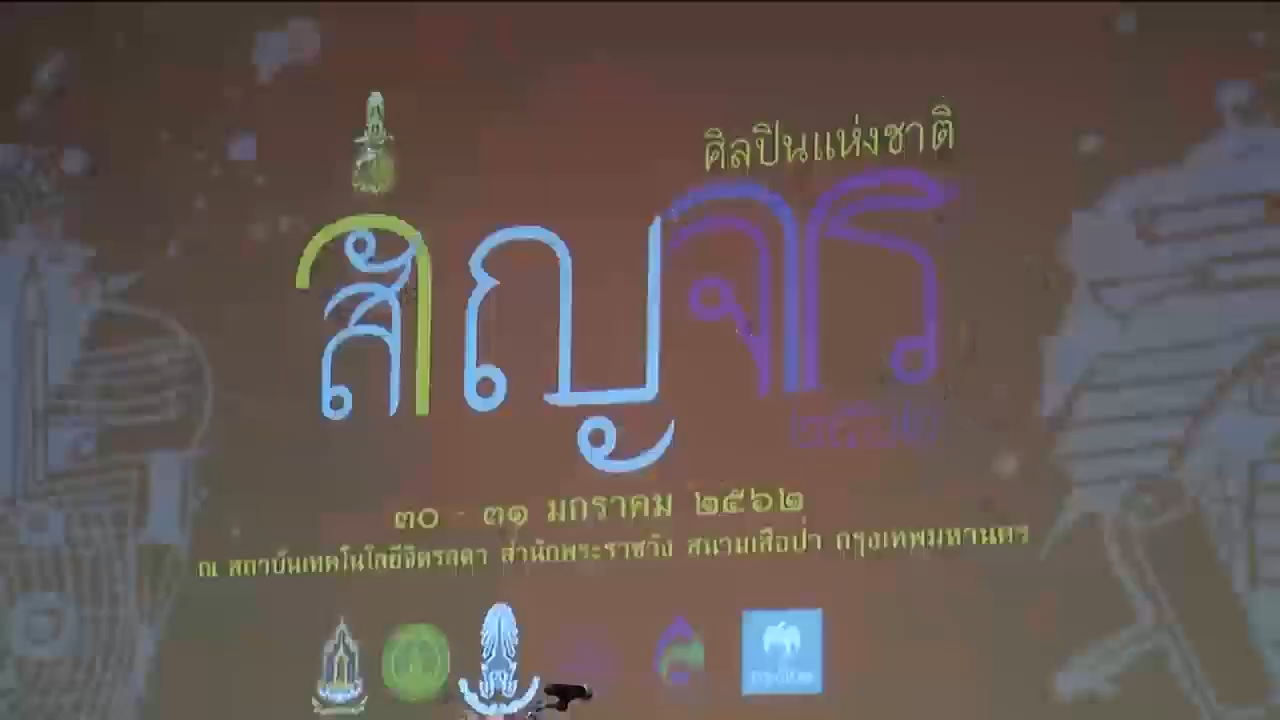 ศิลปินแห่งชาติ
สัญจร
๒๕๖๒
๓๐ - ๓๑ มกราคม ๒๕๖๒
ณ สถาบันเทคโนโลยีจิตรลดา สำนักพระราชวัง สนามเสือป่า กรุงเทพมหานคร